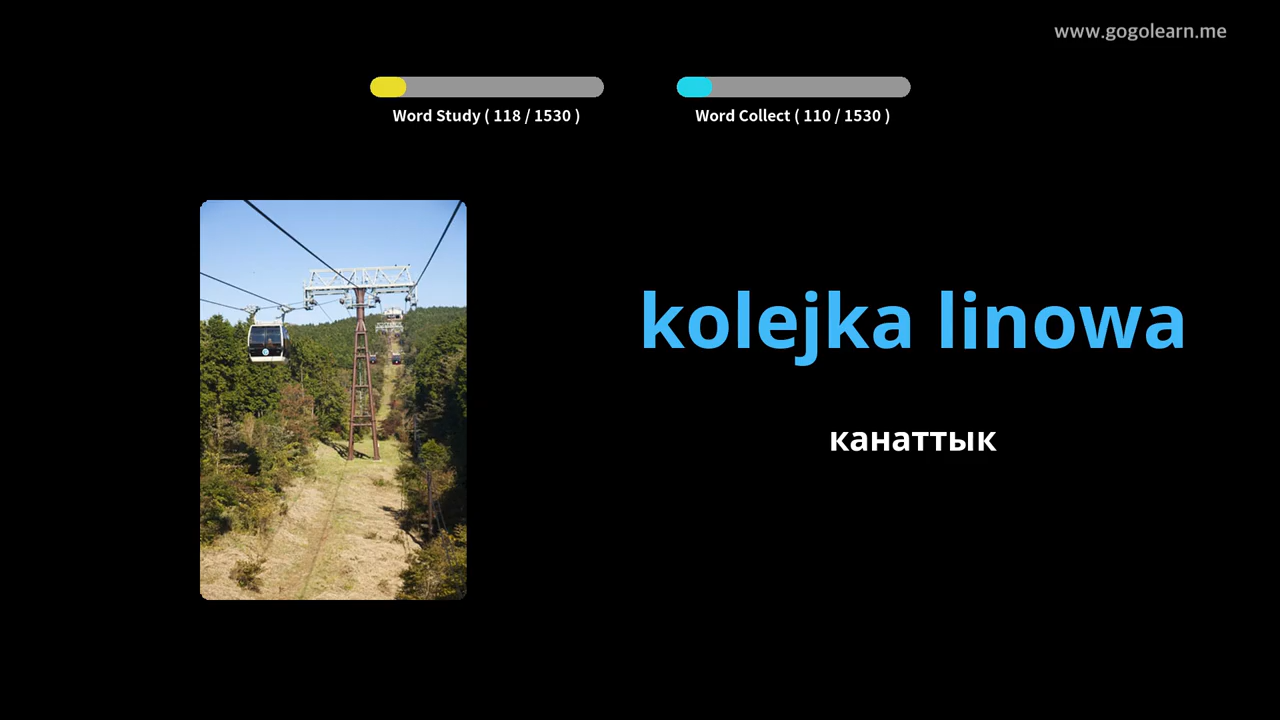 www.gogolearn.me
Word Study ( 118 / 1530 )
Word Collect ( 110 / 1530 )
kolejka linowa
канаттык